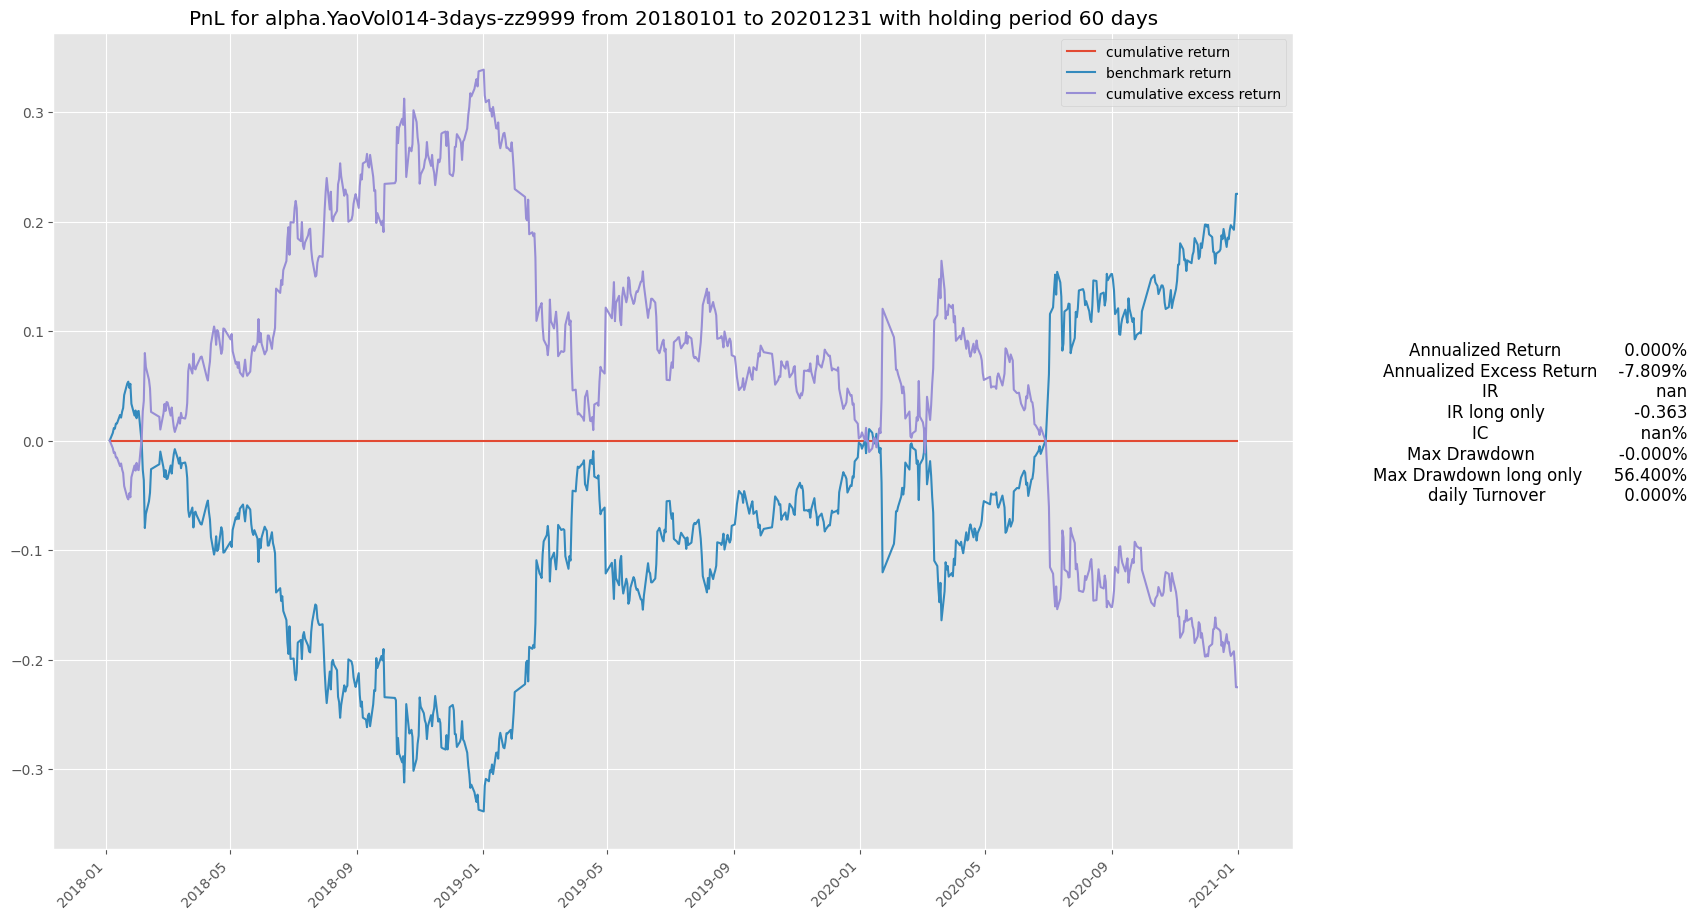 PnL for alpha.YaoVol014-3days-zz9999 from 20180101 to 20201231 with holding period 60 days
cumulative return
benchmark return
cumulative excess return
0.3
0.2
0.1
0.0
−0.1
−0.2
−0.3
2018-01
2018-05
2018-09
2019-01
2019-05
2019-09
2020-01
2020-05
2020-09
2021-01
Annualized Return 0.000%
Annualized Excess Return -7.809%
IR nan
IR long only -0.363
IC nan%
Max Drawdown -0.000%
Max Drawdown long only 56.400%
daily Turnover 0.000%